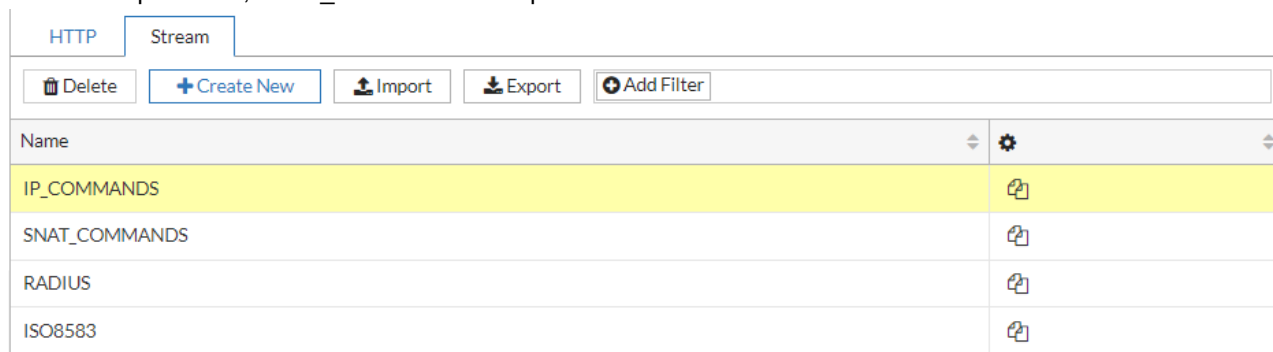 HTTP Stream
Delete Create New Import Export Add Filter
Name
IP_COMMANDS
SNAT_COMMANDS
RADIUS
ISO8583